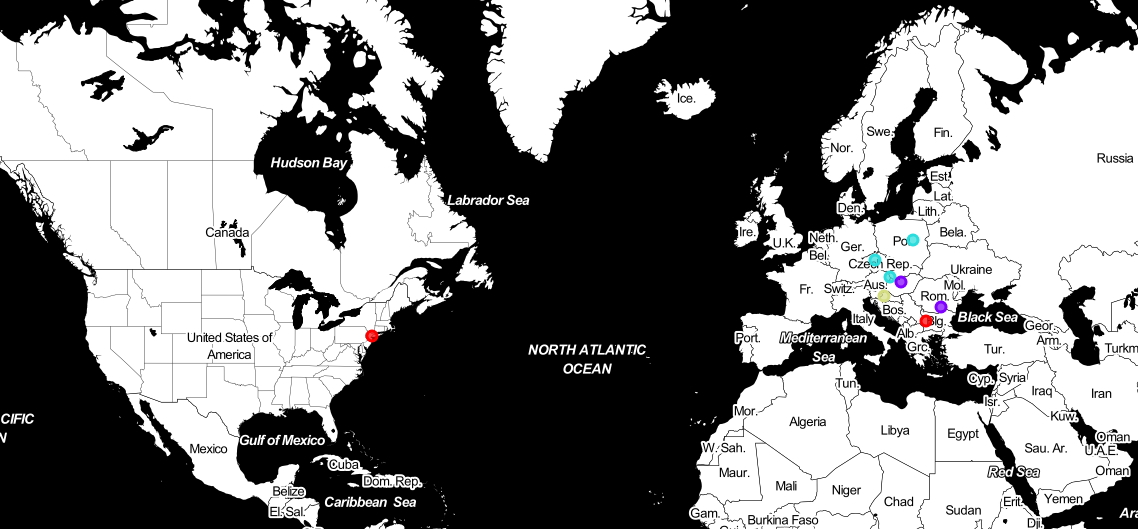 Ice.
Swe.
Fin.
Nor.
Russia
Hudson Bay
Est.
Labrador Sea
Lat.
Den.
Lith.
Canada
Ire.
U.K.
Neth.
Ger.
Bela.
Bel.
Czech Rep.
Ukraine
Fr.
Switz.
Aus.
Mol.
Rom.
Bos.
Italy
Black Sea
United States of
America
Port.
Mediterranean
Sea
Alb.
Grc.
Geor.
Arm.
Tur.
Turkm
NORTH ATLANTIC
OCEAN
Tun.
Cyp.
Syria
Iraq
Iran
Isr.
Kuw.
CIFIC
N
Mexico
Gulf of Mexico
Mor.
Algeria
Libya
Egypt
Sau. Ar.
Oman
U.A.E.
W. Sah.
Cuba
Dom. Rep.
Maur.
Mali
Niger
Chad
Red Sea
Oman
Belize
El. Sal.
Caribbean Sea
Gam.
Burkina Faso
Sudan
Erit.
Yemen
Dji.
Ara